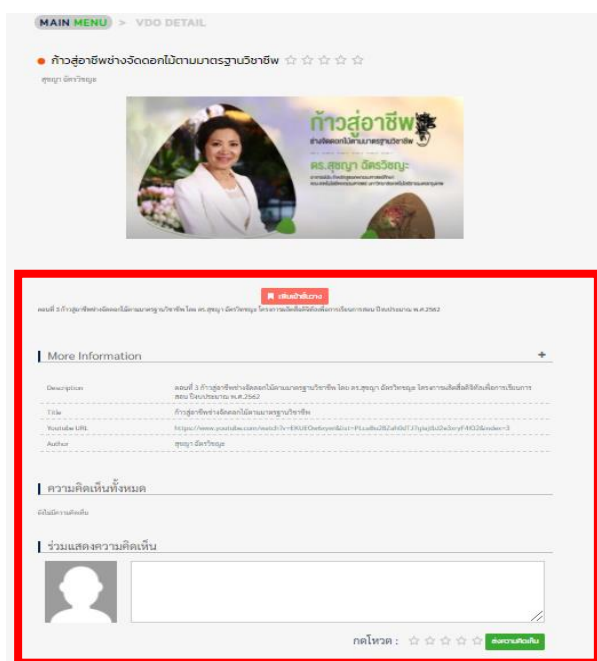 MAIN MENU > VDO DETAIL
ก้าวสู่อาชีพช่างจัดดอกไม้ตามมาตรฐานวิชาชีพ
สุชญา ฉัตรวิชญะ
ก้าวสู่อาชีพ
ช่างจัดดอกไม้ตามมาตรฐานวิชาชีพ
ดร.สุชญา ฉัตรวิชญะ
เพิ่มเข้าชั้นวาง
ตอนที่ 3 ก้าวสู่อาชีพช่างจัดดอกไม้ตามมาตรฐานวิชาชีพ โดย ดร.สุชญา ฉัตรวิชญะ โครงการผลิตสื่อดิจิทัลเพื่อการเรียนการสอน ปีงบประมาณ พ.ศ.2562
More Information +
Description ตอนที่ 3 ก้าวสู่อาชีพช่างจัดดอกไม้ตามมาตรฐานวิชาชีพ โดย ดร.สุชญา ฉัตรวิชญะ โครงการผลิตสื่อดิจิทัลเพื่อการเรียนการ
สอน ปีงบประมาณ พ.ศ.2562
Title ก้าวสู่อาชีพช่างจัดดอกไม้ตามมาตรฐานวิชาชีพ
Youtube URL
Author สุชญา ฉัตรวิชญะ
ความคิดเห็นทั้งหมด
ยังไม่มีความคิดเห็น
ร่วมแสดงความคิดเห็น
กดโหวต :
ส่งความคิดเห็น